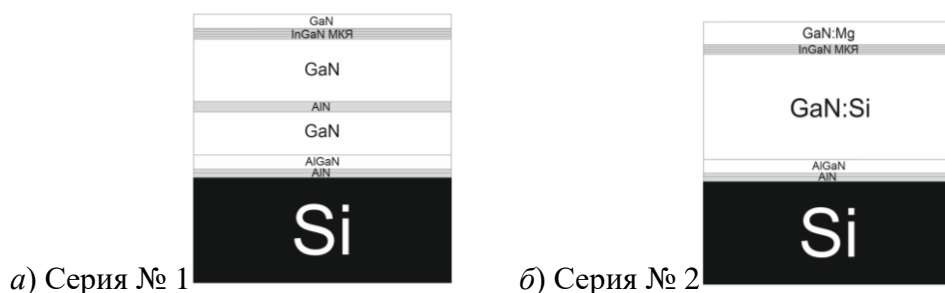 GaN
InGaN МКЯ
GaN
AlN
GaN
AlGaN
AlN
Si
а) Серия № 1
GaN:Mg
InGaN МКЯ
GaN:Si
AlGaN
AlN
Si
б) Серия № 2